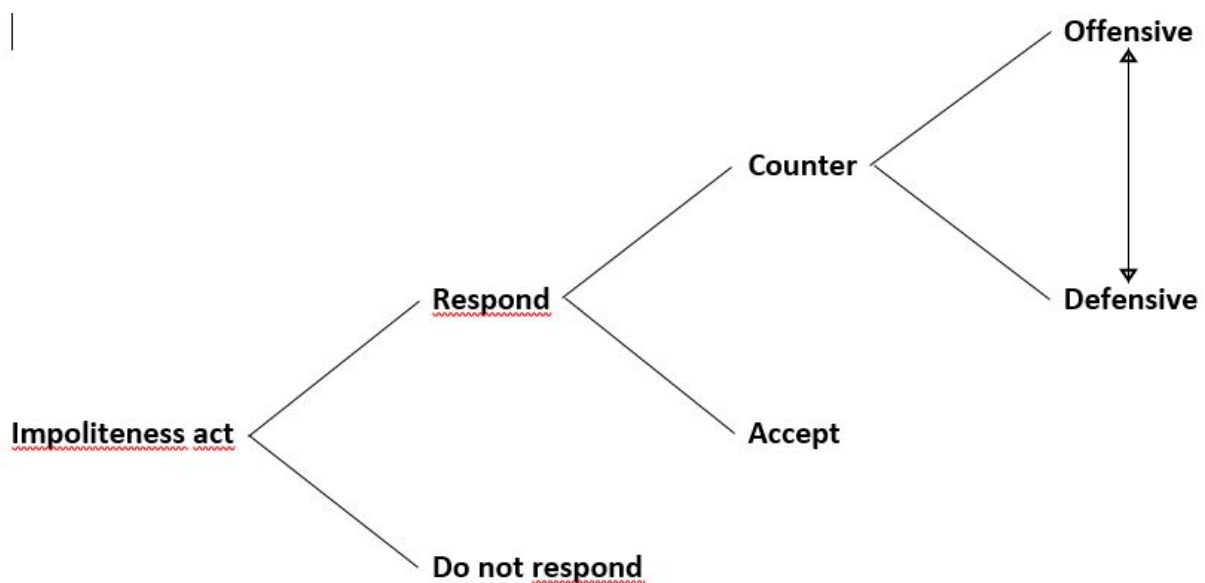 Offensive
Counter
Respond
Defensive
Impoliteness act
Accept
Do not respond